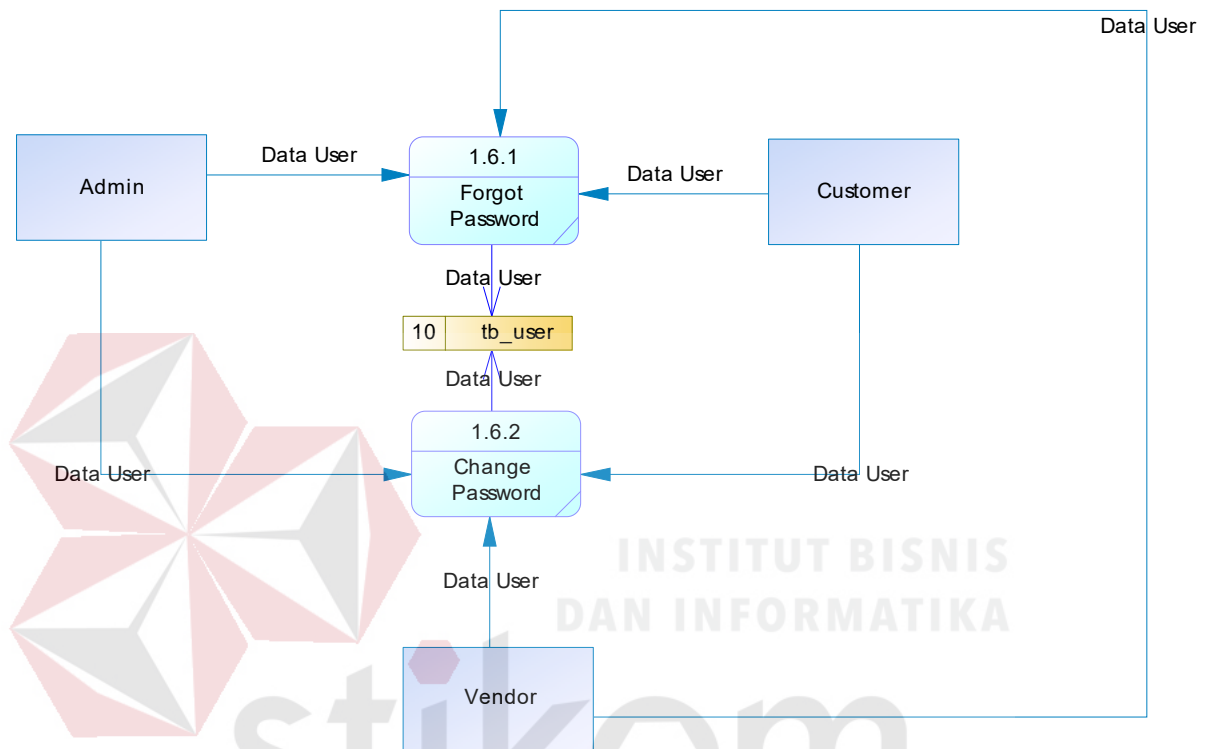 Data User
1.6.1
Data User
Data User
Admin
Forgot
Password
Customer
Data User
10 tb_user
Data User
1.6.2
Data User
Change
Password
Data User
INSTITUT BISNIS
Data User
DAN INFORMATIKA
Vendor
stikom